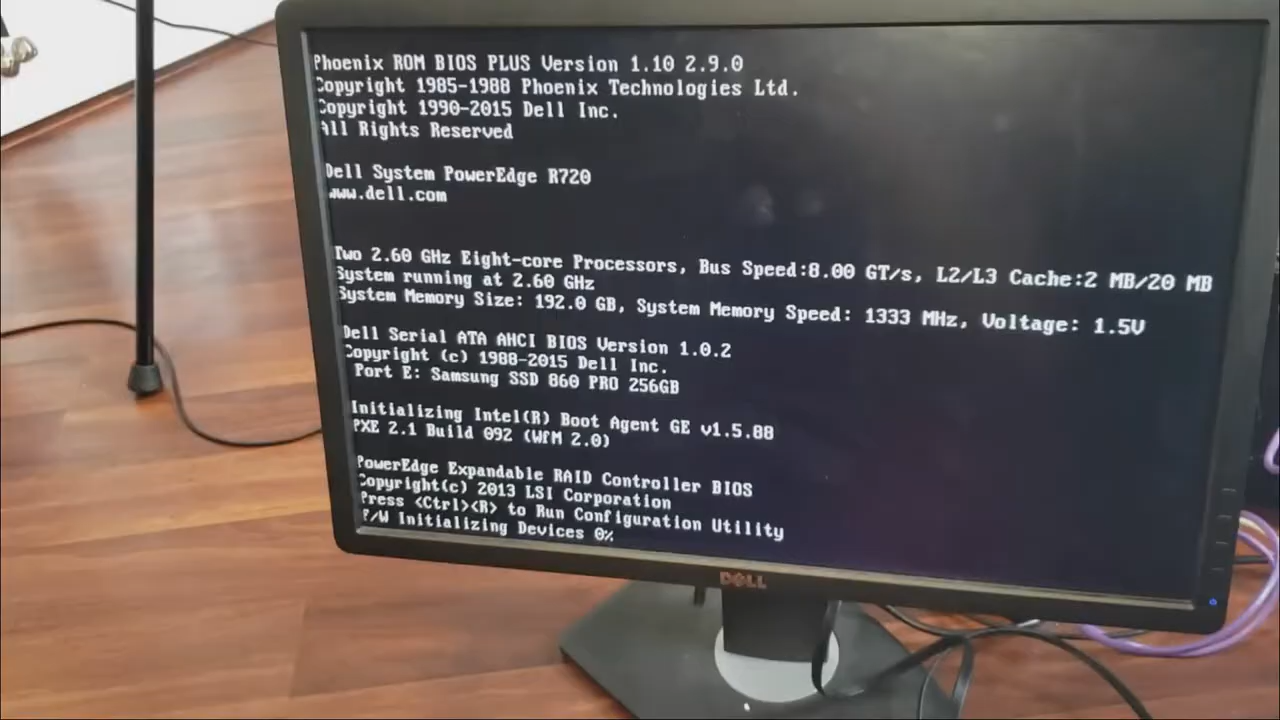 Phoenix ROM BIOS PLUS Version 1.10 2.9.0
Copyright 1985-1988 Phoenix Technologies Ltd.
Copyright 1990-2015 Dell Inc.
All Rights Reserved
Dell System PowerEdge R720
www.dell.com
Two 2.60 GHz Eight-core Processors, Bus Speed:8.00 GT/s, L2/L3 Cache:2 MB/20 MB
System running at 2.60 GHz
System Memory Size: 192.0 GB, System Memory Speed: 1333 MHz, Voltage: 1.5V
Dell Serial ATA AHCI BIOS Version 1.0.2
Copyright (c) 1988-2015 Dell Inc.
Port E: Samsung SSD 860 PRO 256GB
Initializing Intel(R) Boot Agent GE v1.5.88
PXE 2.1 Build 092 (WfM 2.0)
PowerEdge Expandable RAID Controller BIOS
Copyright(c) 2013 LSI Corporation
Press <Ctrl><R> to Run Configuration Utility
F/W Initializing Devices 0%
DELL